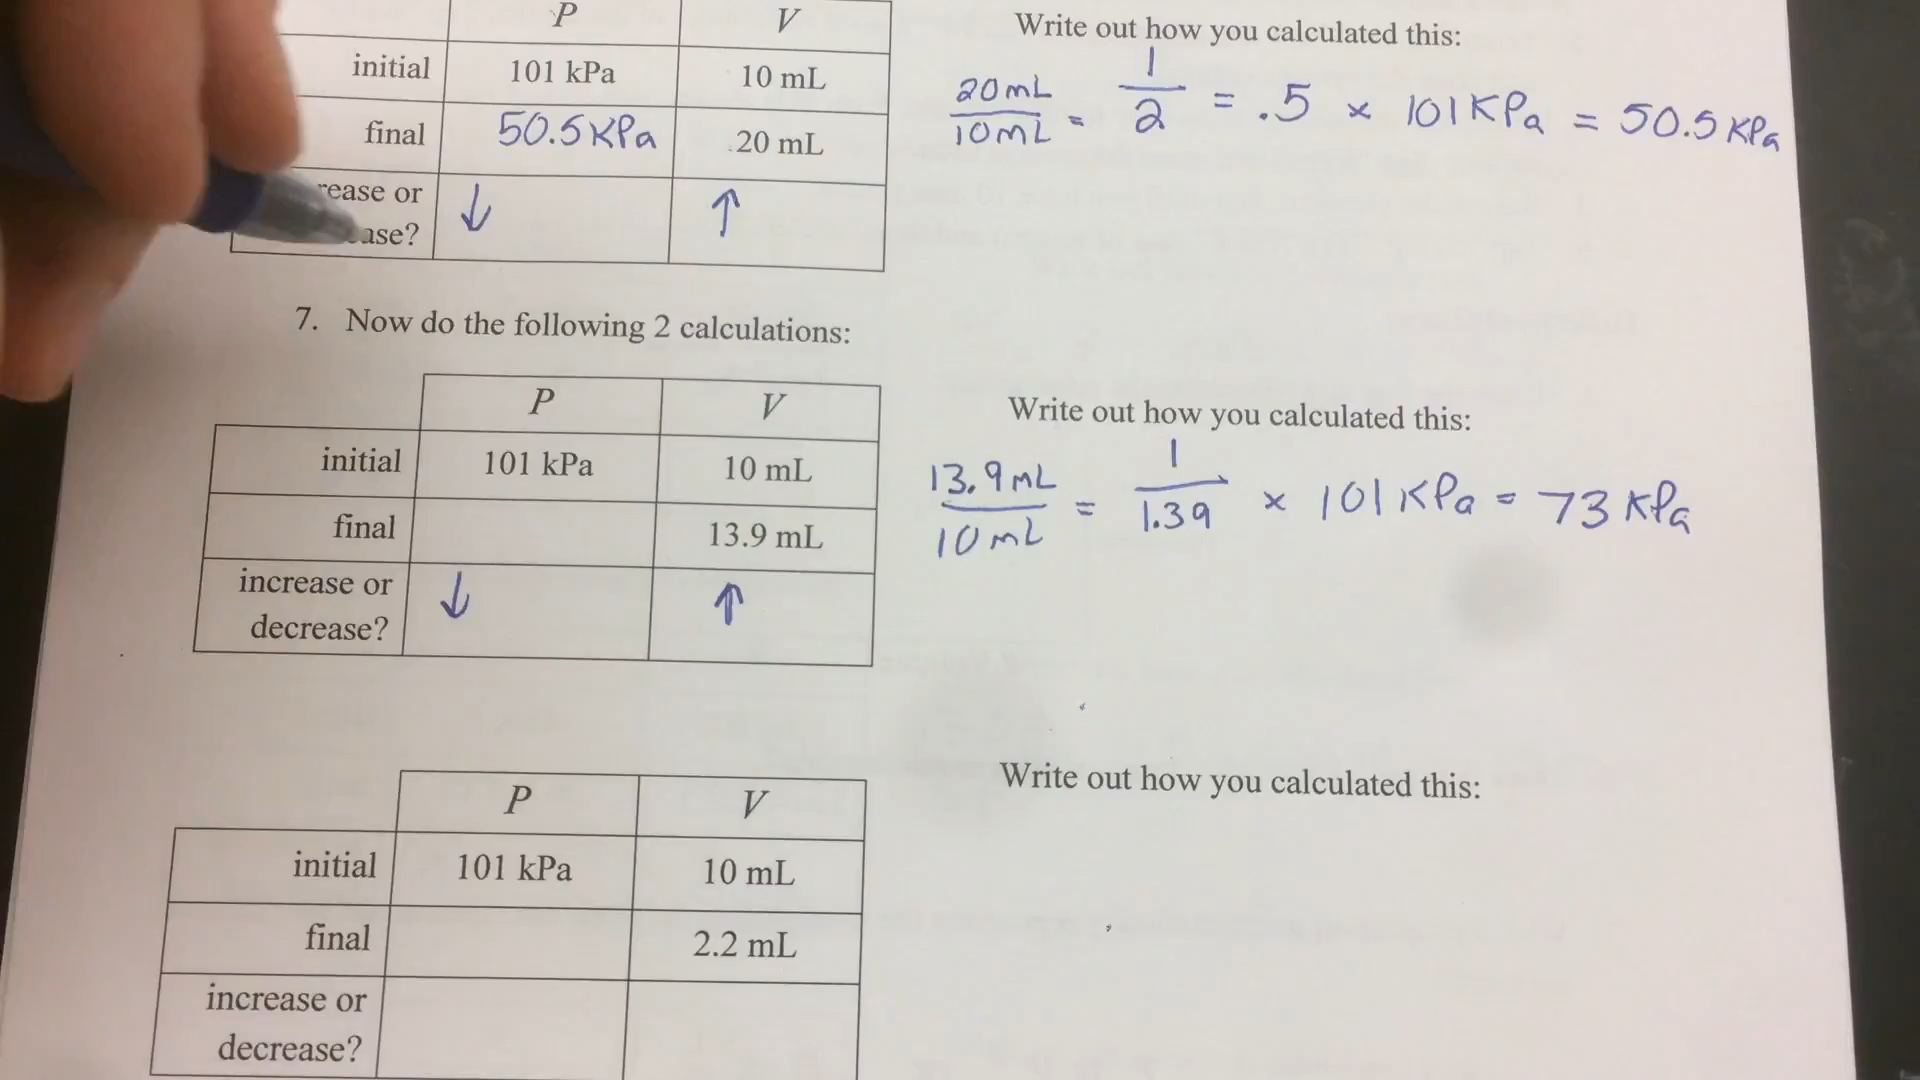 P V
initial 101 kPa 10 mL
final 50.5 KPa 20 mL
rease or
ase? ↓ ↑
Write out how you calculated this:
20 mL / 10 mL = 1 / 2 = .5 × 101 KPa = 50.5 KPa
7. Now do the following 2 calculations:
P V
initial 101 kPa 10 mL
final 13.9 mL
increase or
decrease? ↓ ↑
Write out how you calculated this:
13.9 mL / 10 mL = 1 / 1.39 × 101 KPa = 73 KPa
P V
initial 101 kPa 10 mL
final 2.2 mL
increase or
decrease?
Write out how you calculated this: